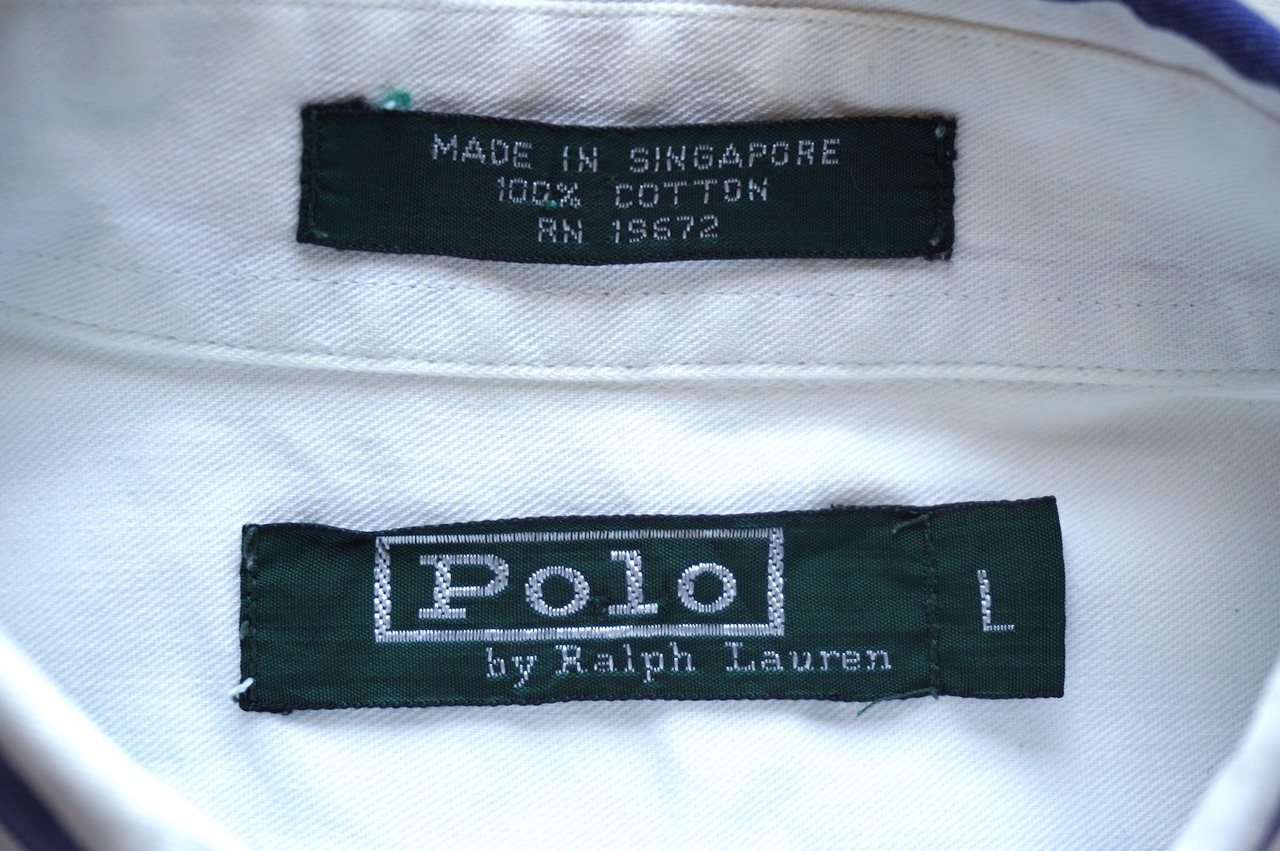 MADE IN SINGAPORE
100% COTTON
RN 19672
Polo
by Ralph Lauren
L